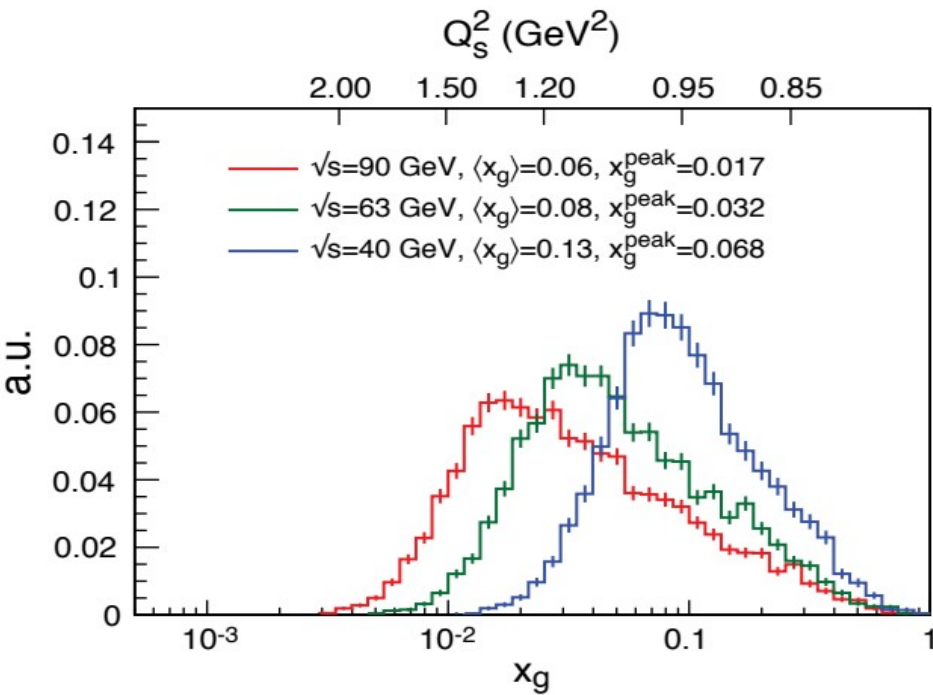 Q_s^2 (GeV^2)
2.00 1.50 1.20 0.95 0.85
0.14
√s=90 GeV, ⟨x_g⟩=0.06, x_g^peak=0.017
0.12
√s=63 GeV, ⟨x_g⟩=0.08, x_g^peak=0.032
√s=40 GeV, ⟨x_g⟩=0.13, x_g^peak=0.068
0.1
0.08
a.u.
0.06
0.04
0.02
0
10^-3 10^-2 0.1 1
x_g